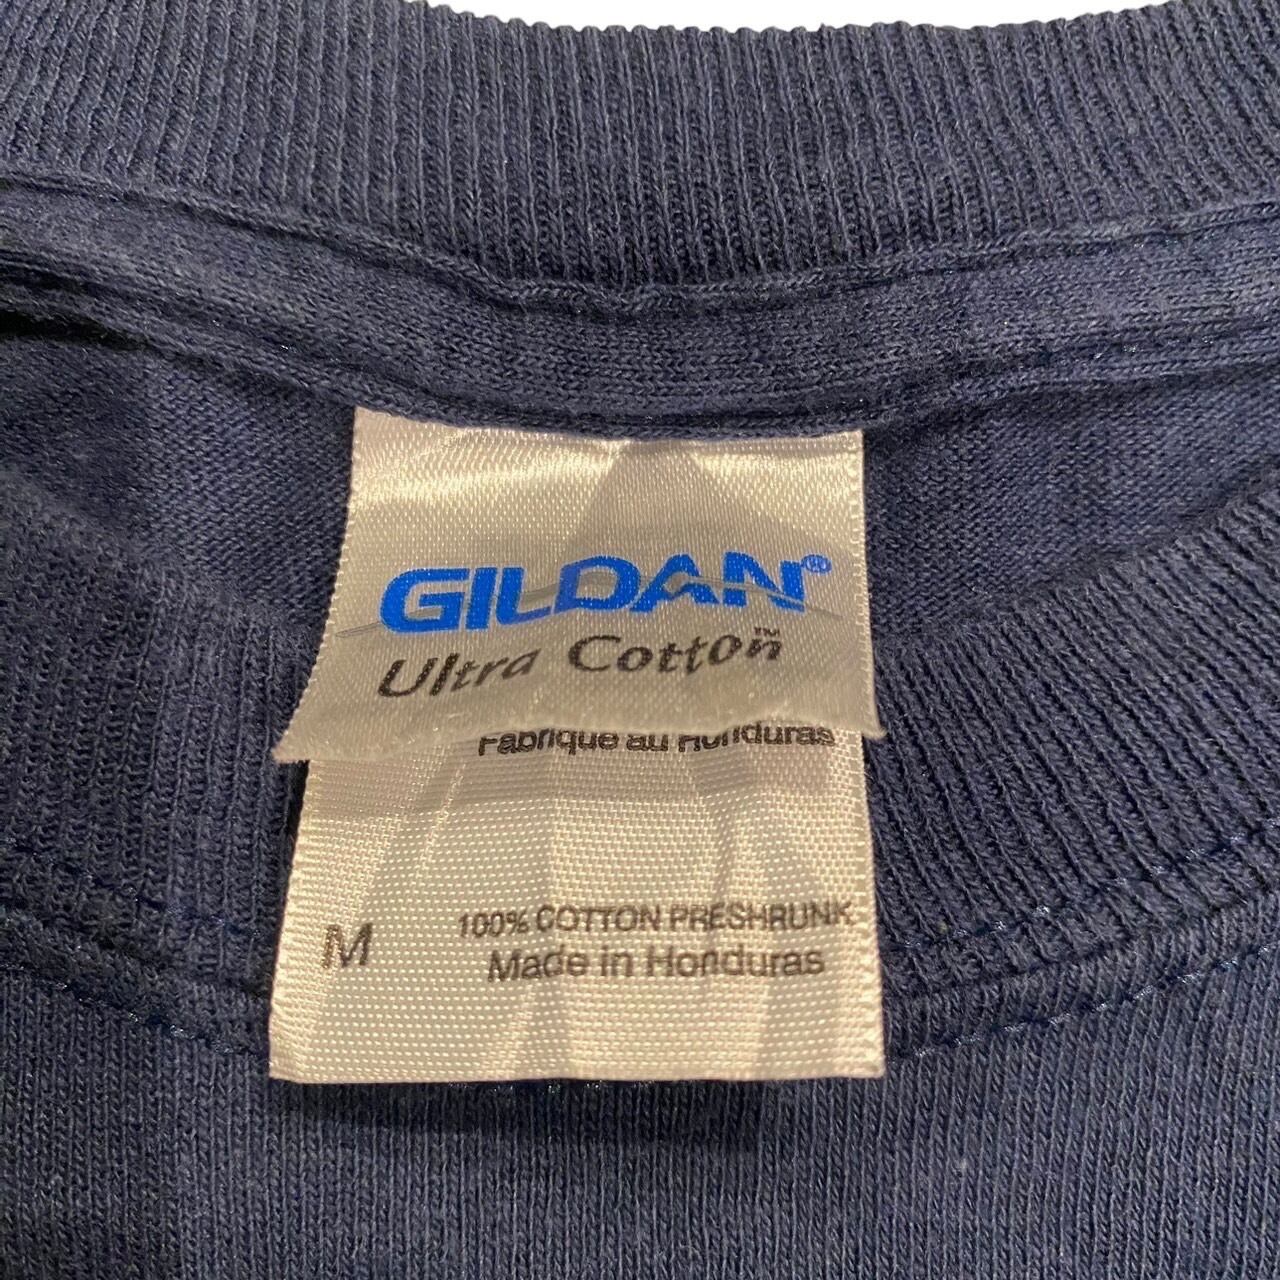 GILDAN®
Ultra Cotton™
Fabrique au Honduras
100% COTTON PRESHRUNK
M
Made in Honduras